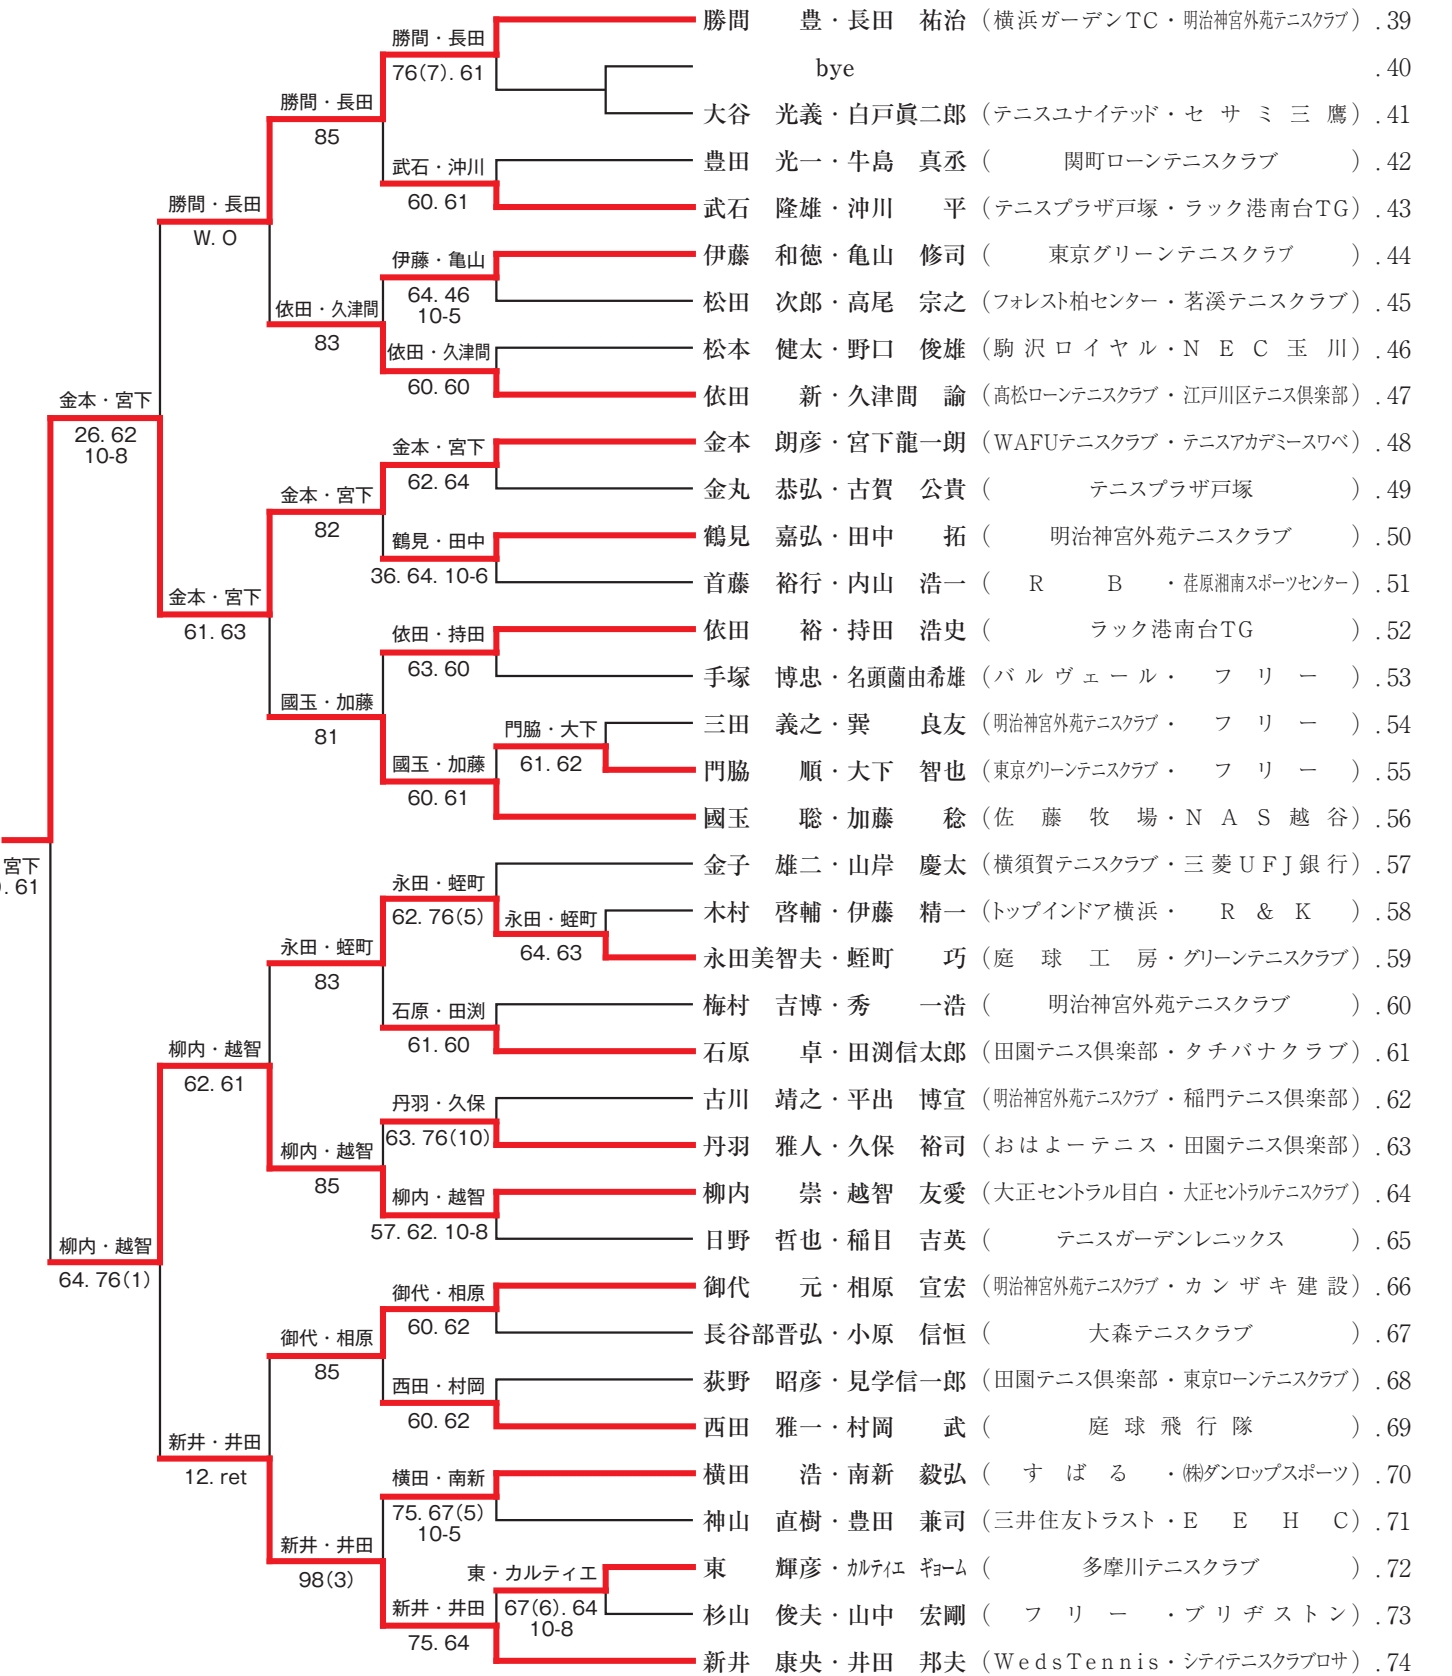 勝間　豊・長田　祐治（横浜ガーデンTC・明治神宮外苑テニスクラブ）.39
bye .40
大谷　光義・白戸眞二郎（テニスユナイテッド・セサミ三鷹）.41
豊田　光一・牛島　真丞（関町ローンテニスクラブ）.42
武石　隆雄・沖川　平（テニスプラザ戸塚・ラック港南台TG）.43
伊藤　和徳・亀山　修司（東京グリーンテニスクラブ）.44
松田　次郎・高尾　宗之（フォレスト柏センター・茗溪テニスクラブ）.45
松本　健太・野口　俊雄（駒沢ロイヤル・NEC玉川）.46
依田　新・久津間　諭（髙松ローンテニスクラブ・江戸川区テニス倶楽部）.47
金本　朗彦・宮下龍一朗（WAFUテニスクラブ・テニスアカデミースワベ）.48
金丸　恭弘・古賀　公貴（テニスプラザ戸塚）.49
鶴見　嘉弘・田中　拓（明治神宮外苑テニスクラブ）.50
首藤　裕行・内山　浩一（RB・荏原湘南スポーツセンター）.51
依田　裕・持田　浩史（ラック港南台TG）.52
手塚　博忠・名頭薗由希雄（バルヴェール・フリー）.53
三田　義之・巽　良友（明治神宮外苑テニスクラブ・フリー）.54
門脇　順・大下　智也（東京グリーンテニスクラブ・フリー）.55
國玉　聡・加藤　稔（佐藤牧場・NAS越谷）.56
金子　雄二・山岸　慶太（横須賀テニスクラブ・三菱UFJ銀行）.57
木村　啓輔・伊藤　精一（トップインドア横浜・R&K）.58
永田美智夫・蛭町　巧（庭球工房・グリーンテニスクラブ）.59
梅村　吉博・秀　一浩（明治神宮外苑テニスクラブ）.60
石原　卓・田渕信太郎（田園テニス倶楽部・タチバナクラブ）.61
古川　靖之・平出　博宣（明治神宮外苑テニスクラブ・稲門テニス倶楽部）.62
丹羽　雅人・久保　裕司（おはよーテニス・田園テニス倶楽部）.63
柳内　崇・越智　友愛（大正セントラル目白・大正セントラルテニスクラブ）.64
日野　哲也・稲目　吉英（テニスガーデンレニックス）.65
御代　元・相原　宣宏（明治神宮外苑テニスクラブ・カンザキ建設）.66
長谷部晋弘・小原　信恒（大森テニスクラブ）.67
荻野　昭彦・見学信一郎（田園テニス倶楽部・東京ローンテニスクラブ）.68
西田　雅一・村岡　武（庭球飛行隊）.69
横田　浩・南新　毅弘（すばる・㈱ダンロップスポーツ）.70
神山　直樹・豊田　兼司（三井住友トラスト・EEHC）.71
東　輝彦・カルティエ ギョーム（多摩川テニスクラブ）.72
杉山　俊夫・山中　宏剛（フリー・ブリヂストン）.73
新井　康央・井田　邦夫（WedsTennis・シティテニスクラブロサ）.74
門脇・大下
61. 62
永田・蛭町
64. 63
東・カルティエ
67(6). 64
10-8
勝間・長田
76(7). 61
武石・沖川
60. 61
伊藤・亀山
64. 46
10-5
依田・久津間
60. 60
金本・宮下
62. 64
鶴見・田中
36. 64. 10-6
依田・持田
63. 60
國玉・加藤
60. 61
永田・蛭町
62. 76(5)
石原・田渕
61. 60
丹羽・久保
63. 76(10)
柳内・越智
57. 62. 10-8
御代・相原
60. 62
西田・村岡
60. 62
横田・南新
75. 67(5)
10-5
新井・井田
75. 64
勝間・長田
85
依田・久津間
83
金本・宮下
82
國玉・加藤
81
永田・蛭町
83
柳内・越智
85
御代・相原
85
新井・井田
98(3)
勝間・長田
W. O
金本・宮下
61. 63
柳内・越智
62. 61
新井・井田
12. ret
金本・宮下
26. 62
10-8
柳内・越智
64. 76(1)
宮下
. 61